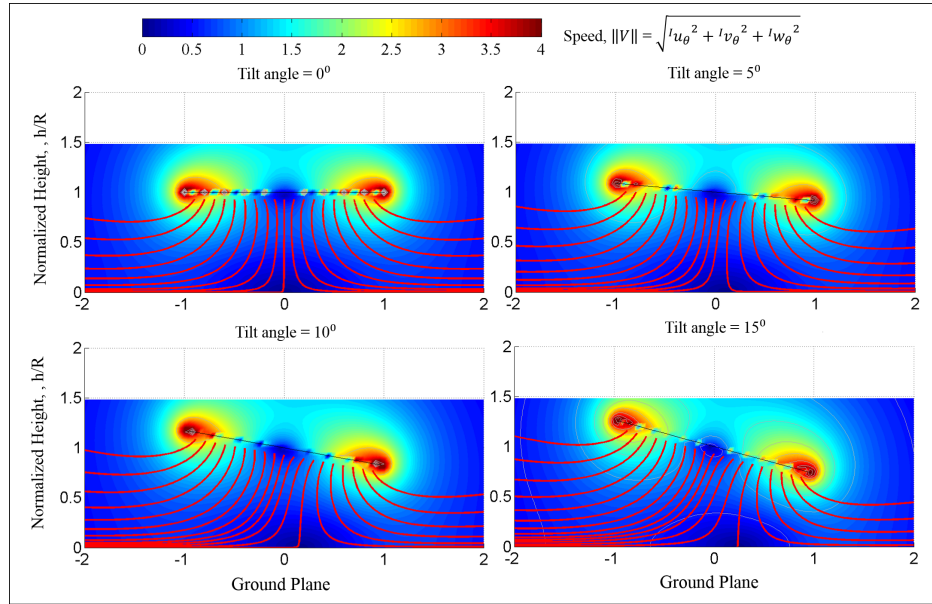 0 0.5 1 1.5 2 2.5 3 3.5 4
Speed, ‖V‖ = √(ᴵu_θ² + ᴵv_θ² + ᴵw_θ²)
Tilt angle = 0⁰
Tilt angle = 5⁰
Normalized Height, , h/R
2
1.5
1
0.5
0
-2 -1 0 1 2
2
1.5
1
0.5
0
-2 -1 0 1 2
Tilt angle = 10⁰
Tilt angle = 15⁰
Normalized Height, , h/R
2
1.5
1
0.5
0
-2 -1 0 1 2
Ground Plane
2
1.5
1
0.5
0
-2 -1 0 1 2
Ground Plane